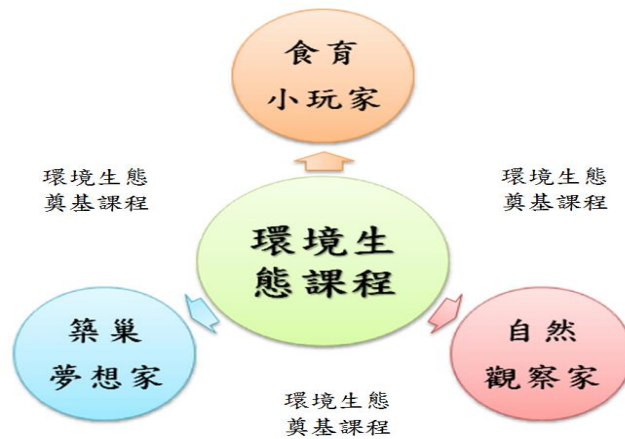 食育
小玩家
環境生態
奠基課程
環境生態
奠基課程
環境生
態課程
築巢
夢想家
自然
觀察家
環境生態
奠基課程